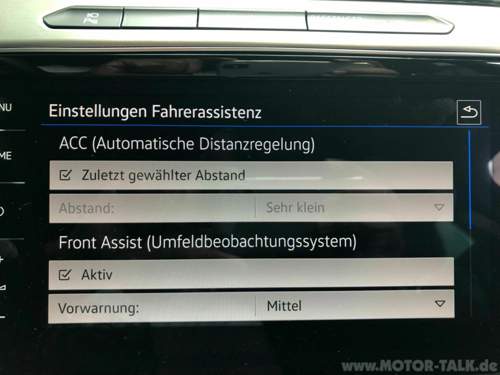 MENU
Einstellungen Fahrerassistenz
ACC (Automatische Distanzregelung)
Zuletzt gewählter Abstand
Abstand: Sehr klein
Front Assist (Umfeldbeobachtungssystem)
Aktiv
Vorwarnung: Mittel
www.MOTOR-TALK.de